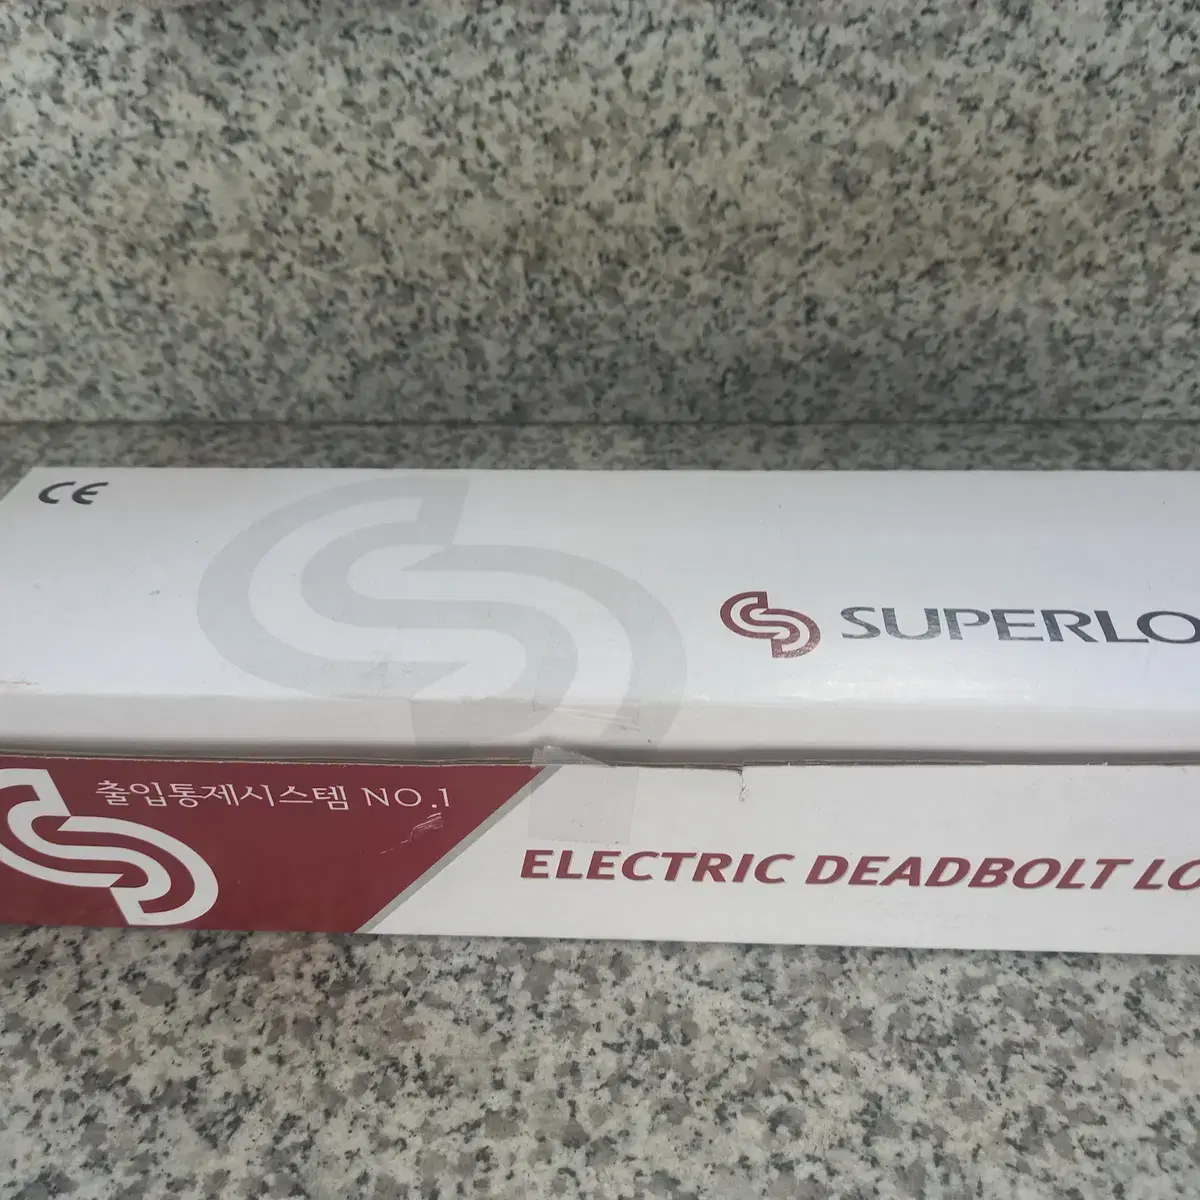 CE
SUPERLO
출입통제시스템 NO.1
ELECTRIC DEADBOLT LO